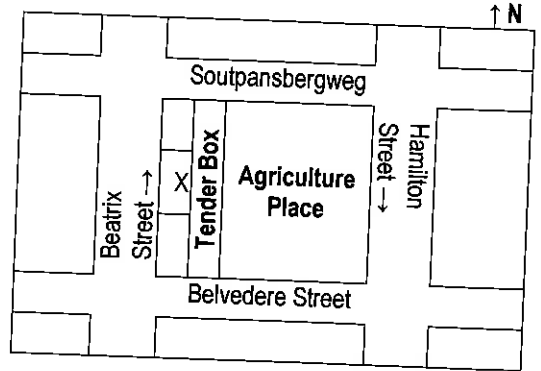 ↑ N
Soutpansbergweg
Beatrix
Street →
X
Tender Box
Agriculture
Place
Hamilton
Street →
Belvedere Street